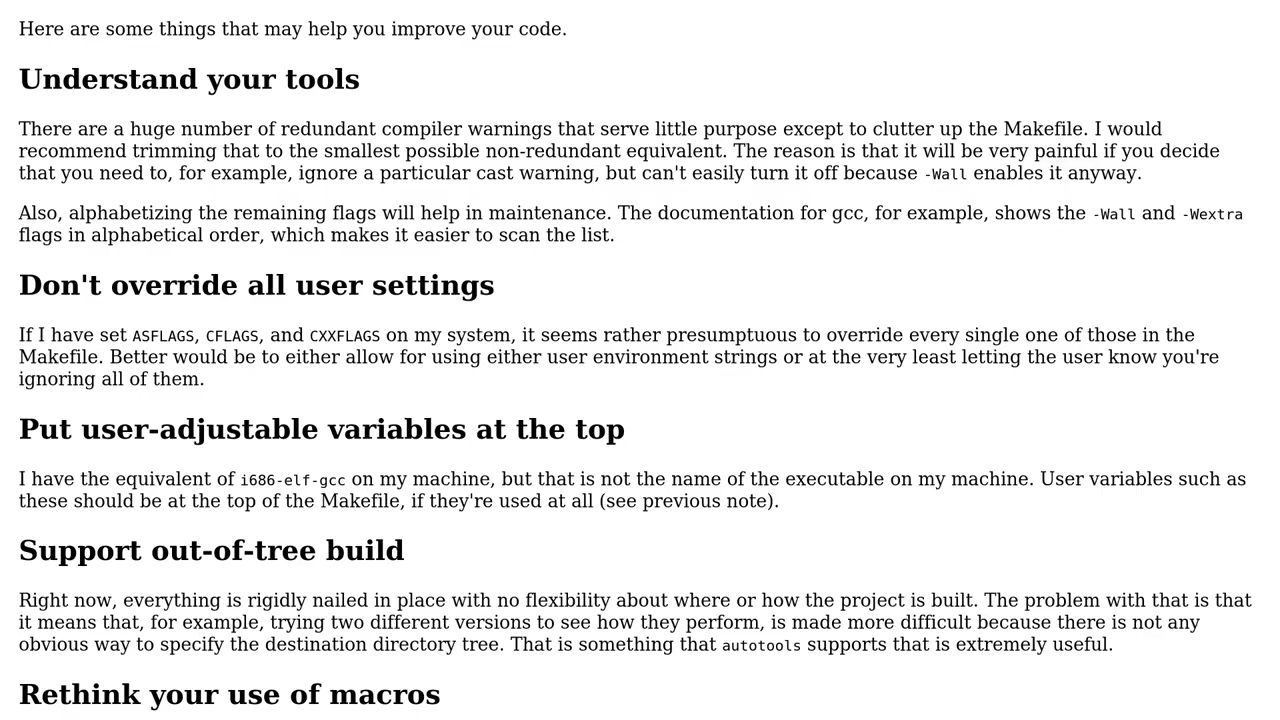 Here are some things that may help you improve your code.
Understand your tools
There are a huge number of redundant compiler warnings that serve little purpose except to clutter up the Makefile. I would
recommend trimming that to the smallest possible non-redundant equivalent. The reason is that it will be very painful if you decide
that you need to, for example, ignore a particular cast warning, but can't easily turn it off because -Wall enables it anyway.
Also, alphabetizing the remaining flags will help in maintenance. The documentation for gcc, for example, shows the -Wall and -Wextra
flags in alphabetical order, which makes it easier to scan the list.
Don't override all user settings
If I have set ASFLAGS, CFLAGS, and CXXFLAGS on my system, it seems rather presumptuous to override every single one of those in the
Makefile. Better would be to either allow for using either user environment strings or at the very least letting the user know you're
ignoring all of them.
Put user-adjustable variables at the top
I have the equivalent of i686-elf-gcc on my machine, but that is not the name of the executable on my machine. User variables such as
these should be at the top of the Makefile, if they're used at all (see previous note).
Support out-of-tree build
Right now, everything is rigidly nailed in place with no flexibility about where or how the project is built. The problem with that is that
it means that, for example, trying two different versions to see how they perform, is made more difficult because there is not any
obvious way to specify the destination directory tree. That is something that autotools supports that is extremely useful.
Rethink your use of macros